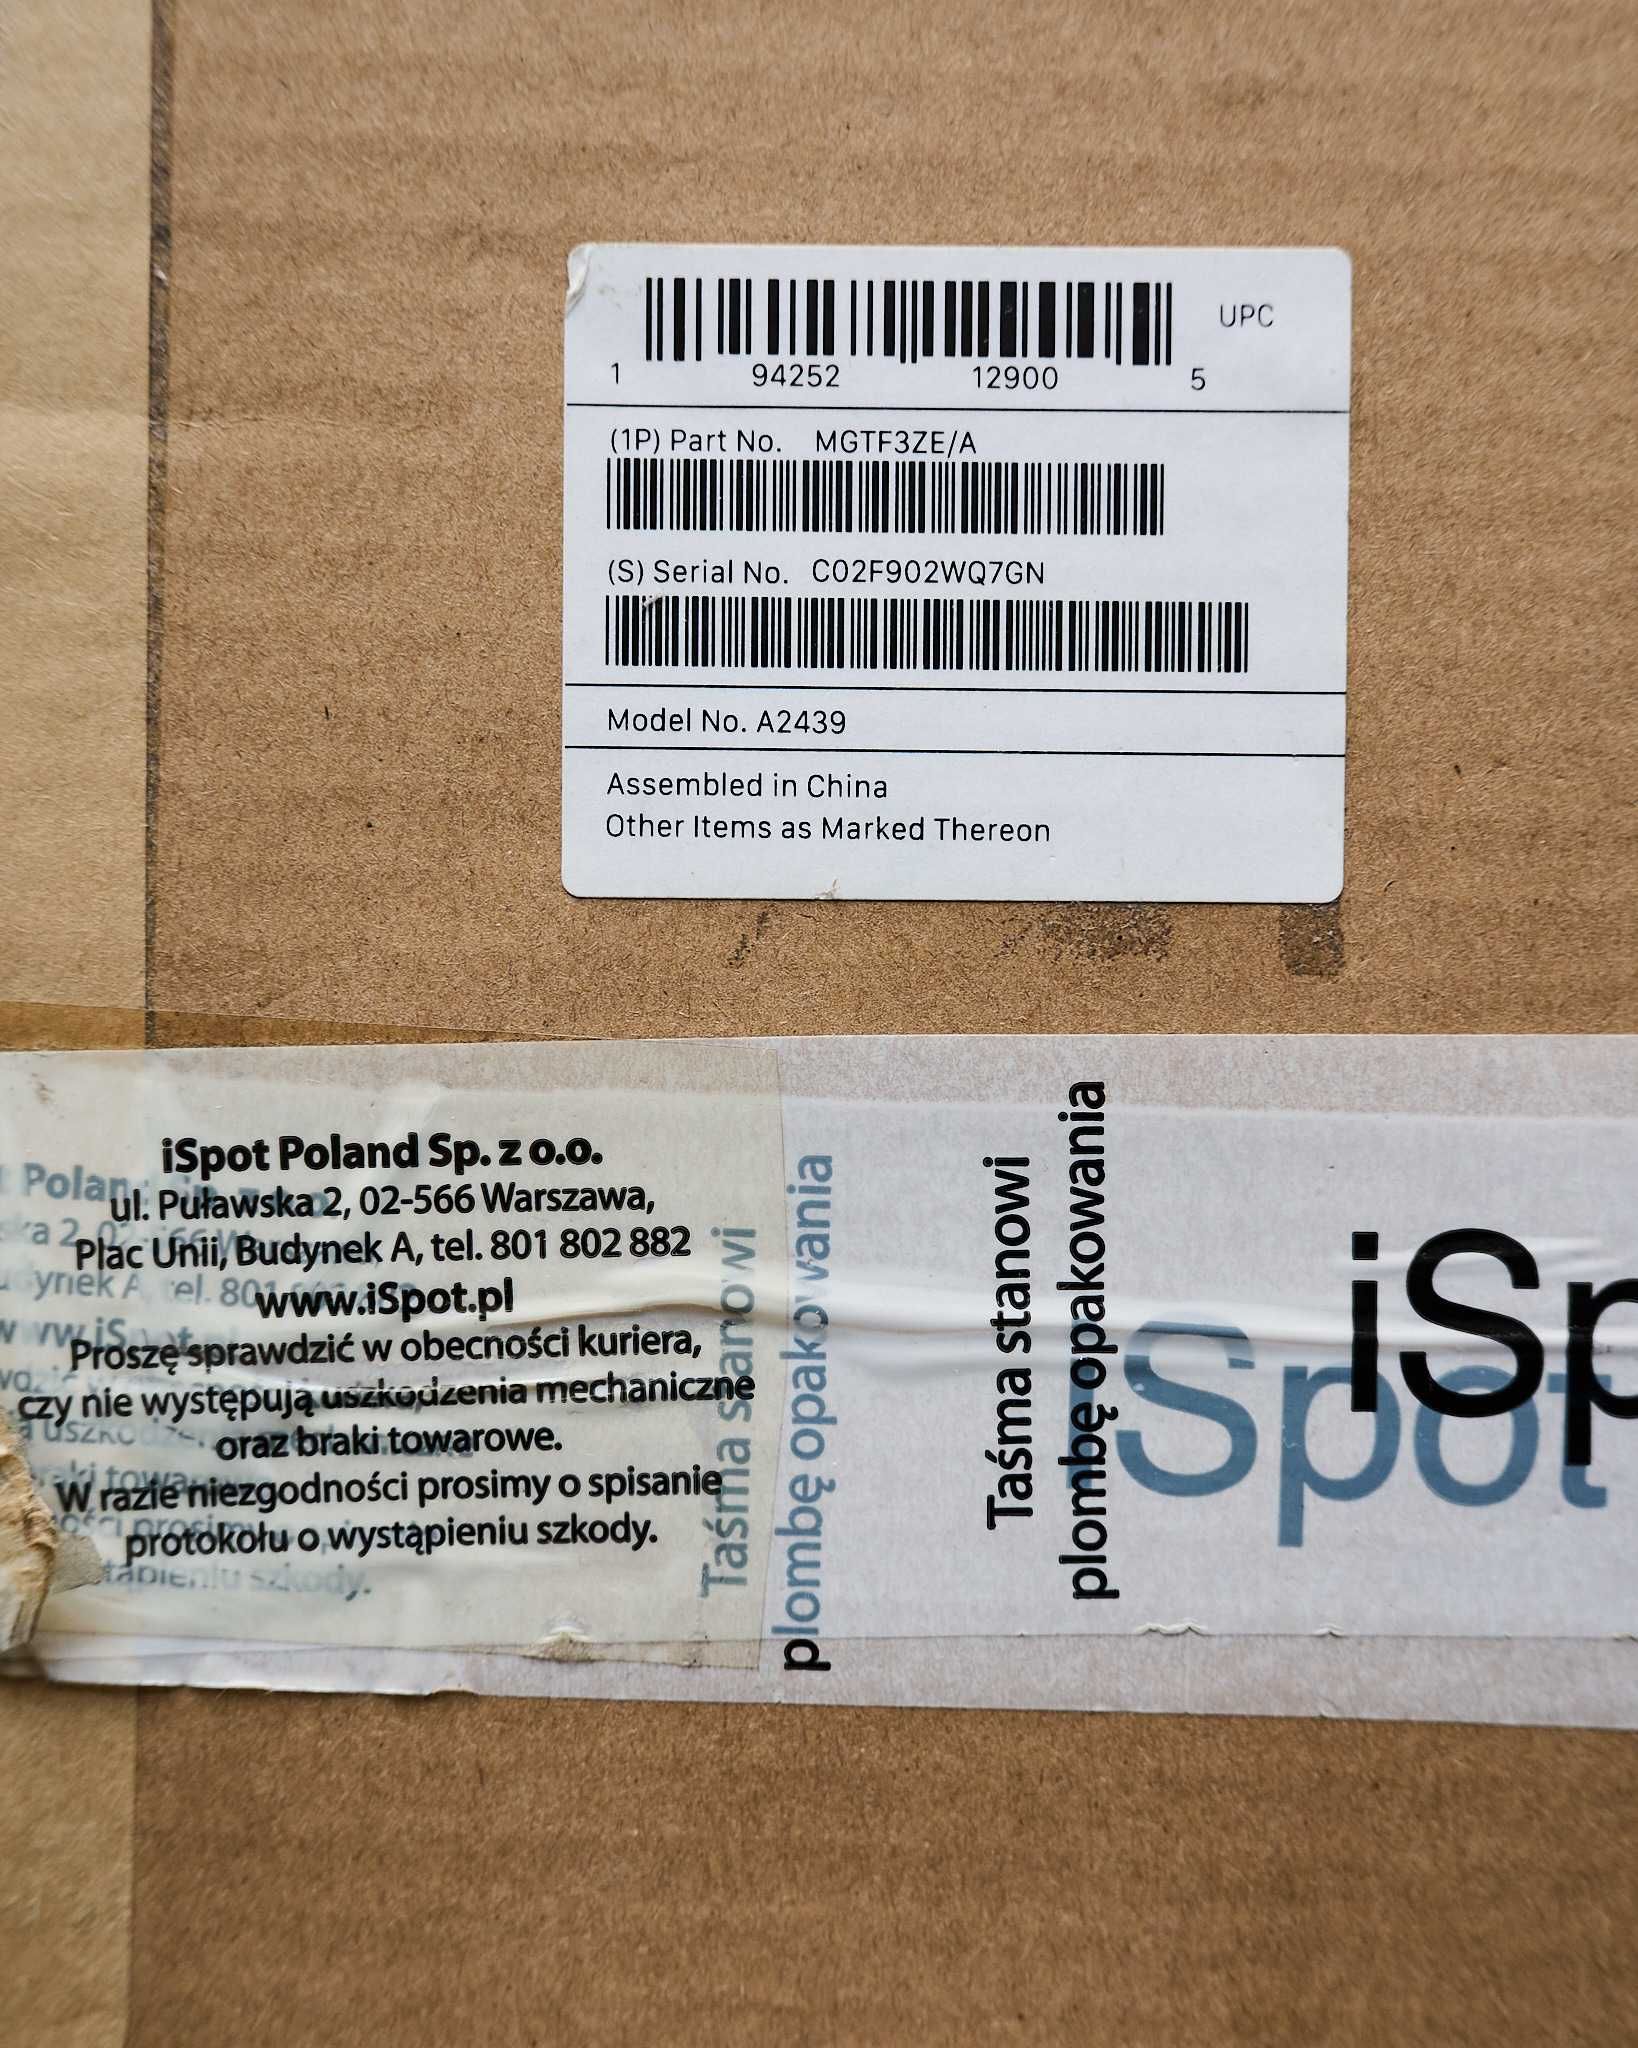 UPC
1 94252 12900 5
(1P) Part No. MGTF3ZE/A
(S) Serial No. C02F902WQ7GN
Model No. A2439
Assembled in China
Other Items as Marked Thereon
iSpot Poland Sp. z o.o.
ul. Puławska 2, 02-566 Warszawa,
Plac Unii, Budynek A, tel. 801 802 882
www.iSpot.pl
Proszę sprawdzić w obecności kuriera,
czy nie występują uszkodzenia mechaniczne
oraz braki towarowe.
W razie niezgodności prosimy o spisanie
protokołu o wystąpieniu szkody.
Taśma stanowi
plombę opakowania
Taśma stanowi
plombę opakowania
iSp
Spot